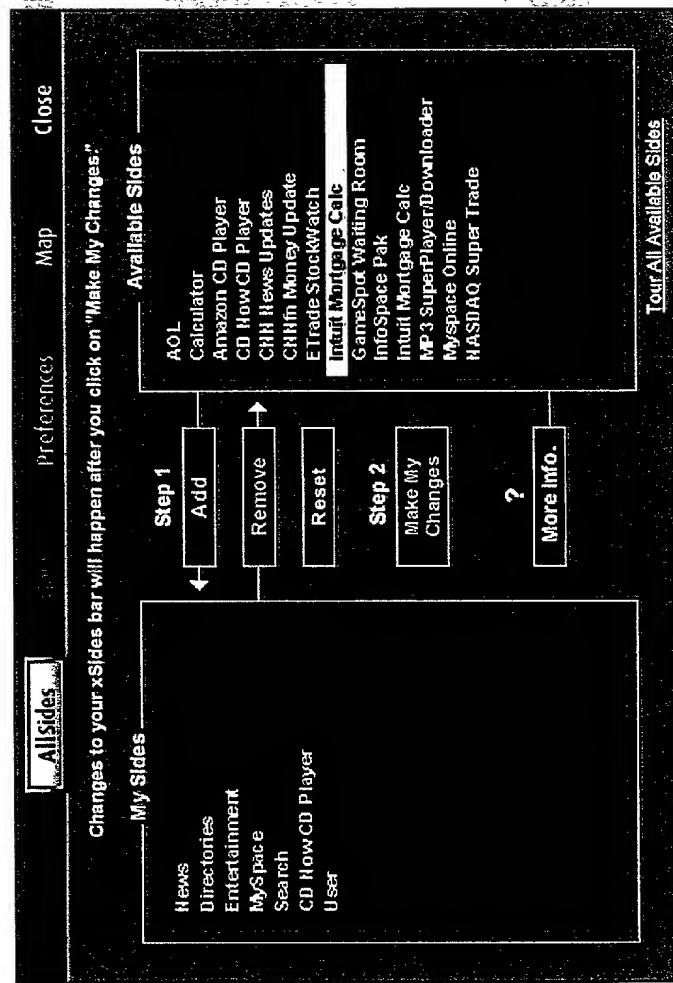 Allsides
Preferences
Map
Close
Changes to your xSides bar will happen after you click on "Make My Changes."
My Sides
News
Directories
Entertainment
MySpace
Search
CD Now CD Player
User
Step 1
Add
Remove
Reset
Step 2
Make My
Changes
?
More Info.
Available Sides
AOL
Calculator
Amazon CD Player
CD Now CD Player
CNN News Updates
CNNfn Money Update
ETrade StockWatch
Intuit Mortgage Calc
GameSpot Waiting Room
InfoSpace Pak
Intuit Mortgage Calc
MP3 SuperPlayer/Downloader
Myspace Online
NASDAQ Super Trade
Tour All Available Sides